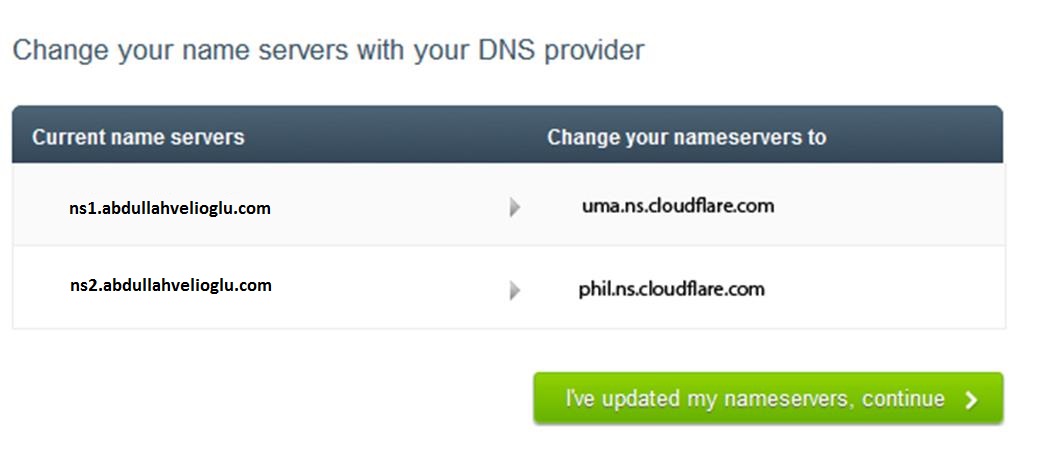 Change your name servers with your DNS provider
Current name servers Change your nameservers to
ns1.abdullahvelioglu.com uma.ns.cloudflare.com
ns2.abdullahvelioglu.com phil.ns.cloudflare.com
I've updated my nameservers, continue